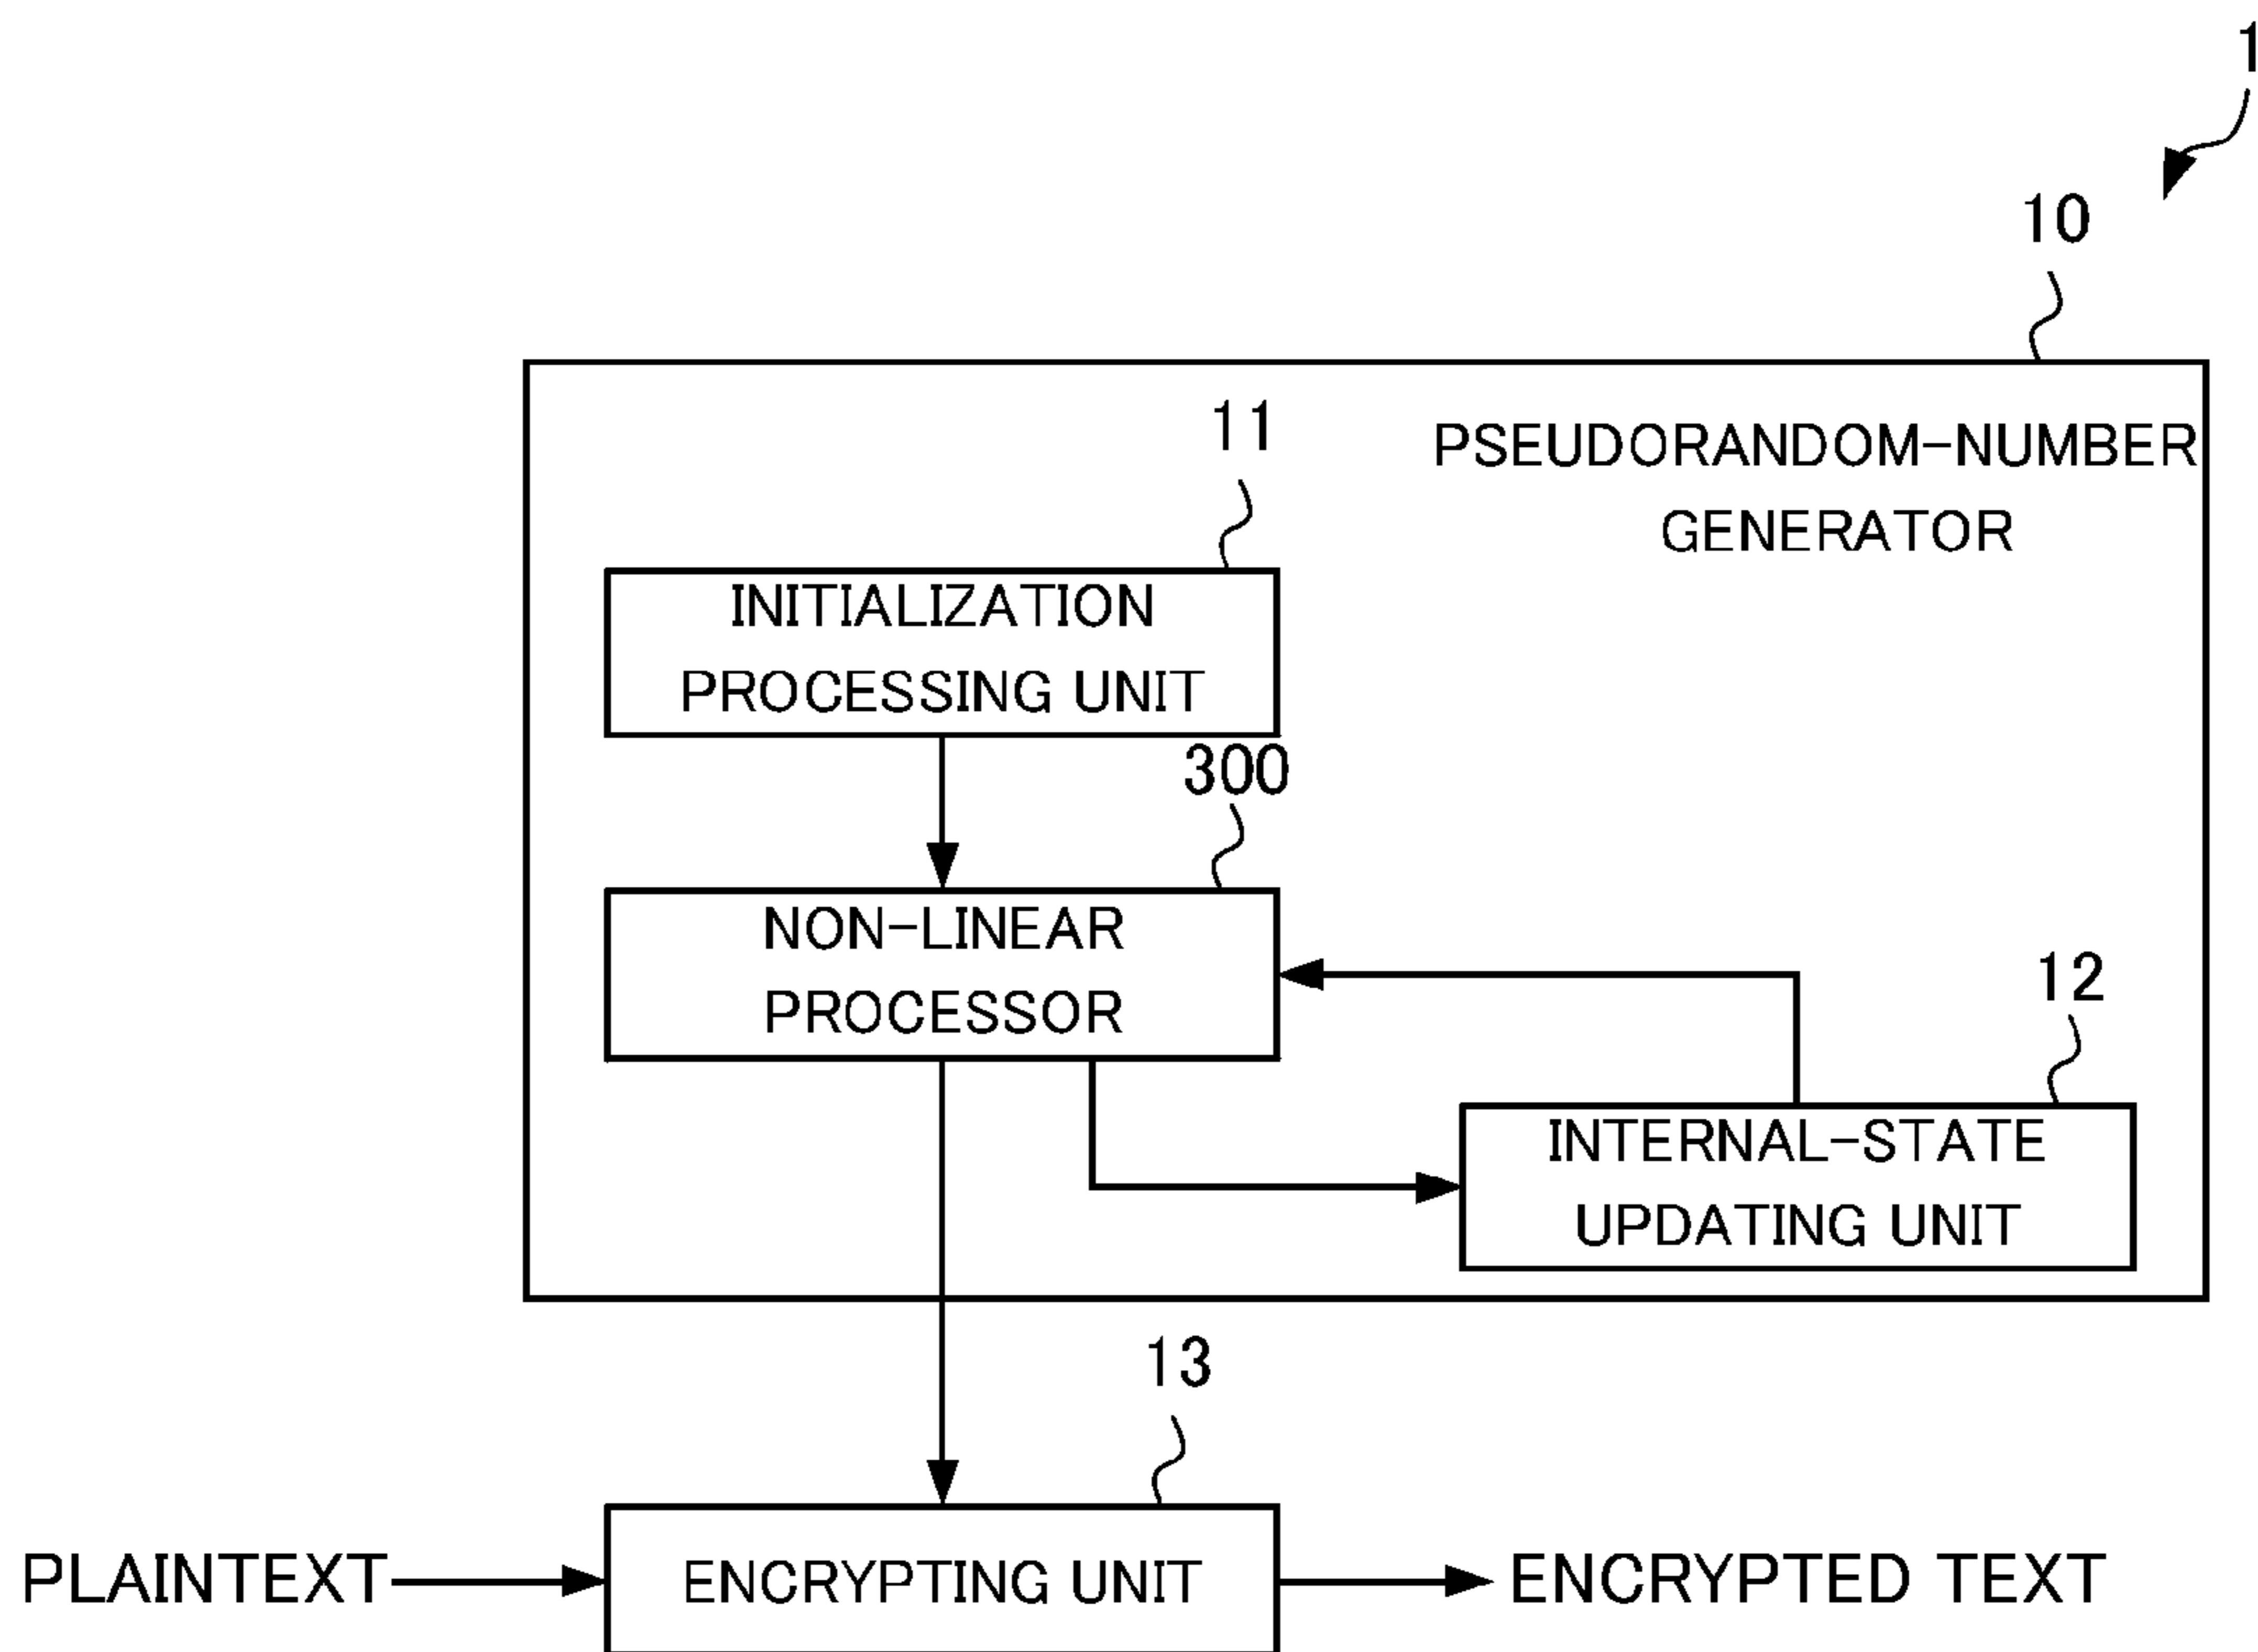 1
10
PSEUDORANDOM-NUMBER
GENERATOR
11
INITIALIZATION
PROCESSING UNIT
300
NON-LINEAR
PROCESSOR
12
INTERNAL-STATE
UPDATING UNIT
13
PLAINTEXT
ENCRYPTING UNIT
ENCRYPTED TEXT